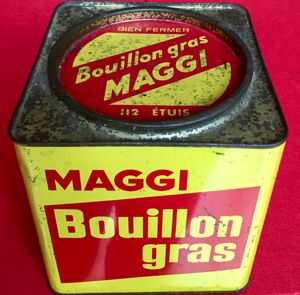 BIEN FERMER
Bouillon gras
MAGGI
112 ÉTUIS
MAGGI
Bouillon
gras